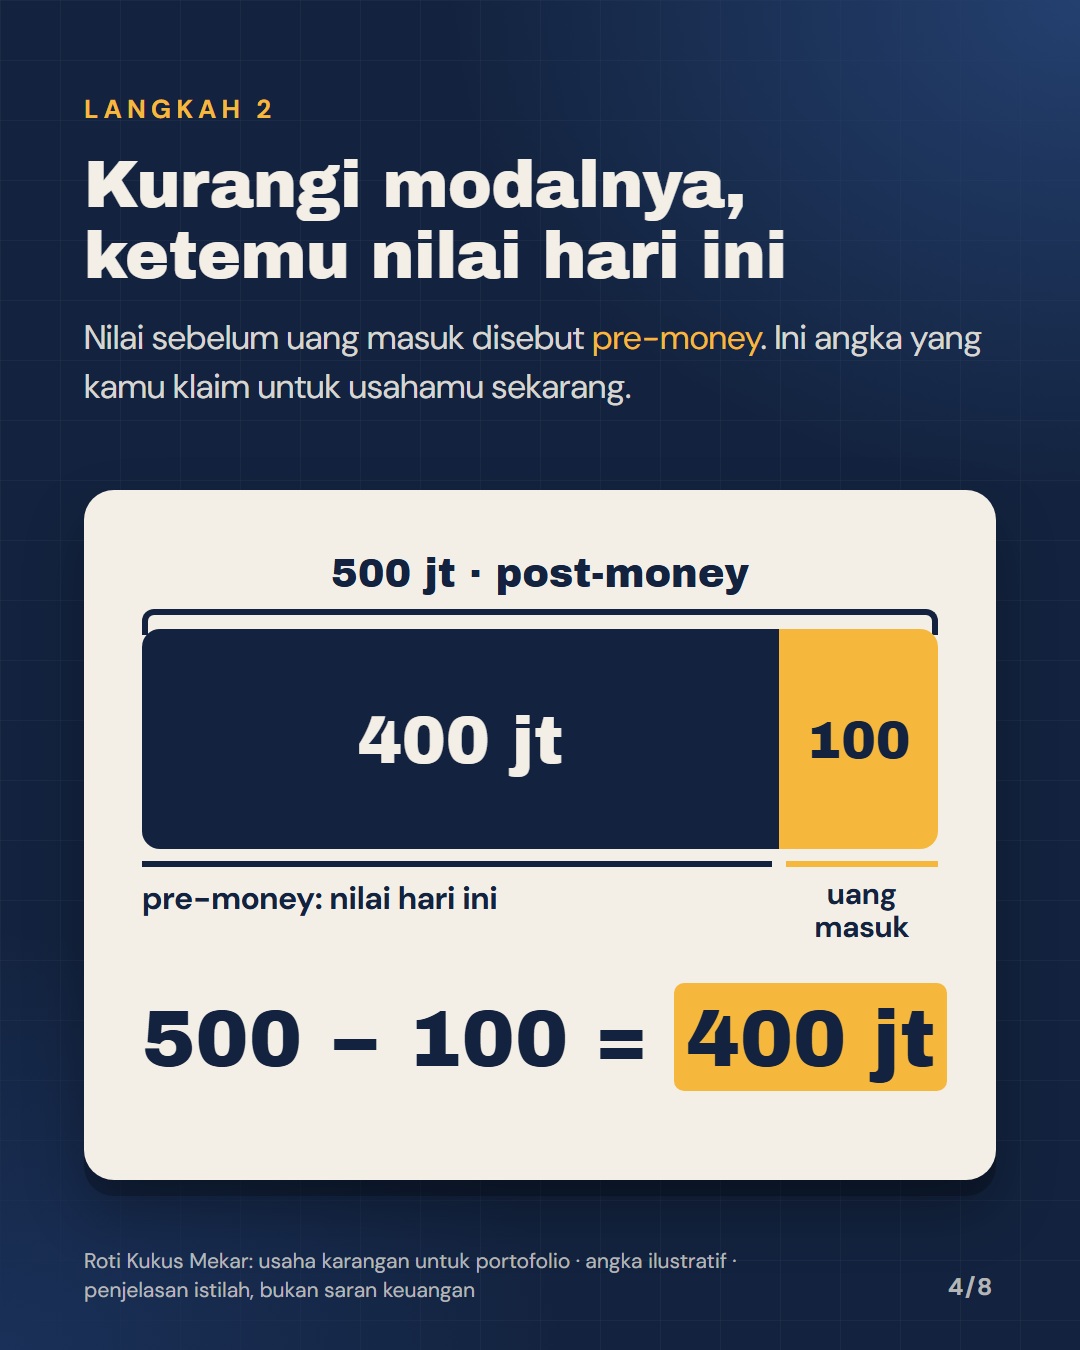 LANGKAH 2
Kurangi modalnya,
ketemu nilai hari ini
Nilai sebelum uang masuk disebut pre-money. Ini angka yang
kamu klaim untuk usahamu sekarang.
500 jt · post-money
400 jt
100
pre-money: nilai hari ini
uang
masuk
500 – 100 = 400 jt
Roti Kukus Mekar: usaha karangan untuk portofolio · angka ilustratif ·
penjelasan istilah, bukan saran keuangan
4/8